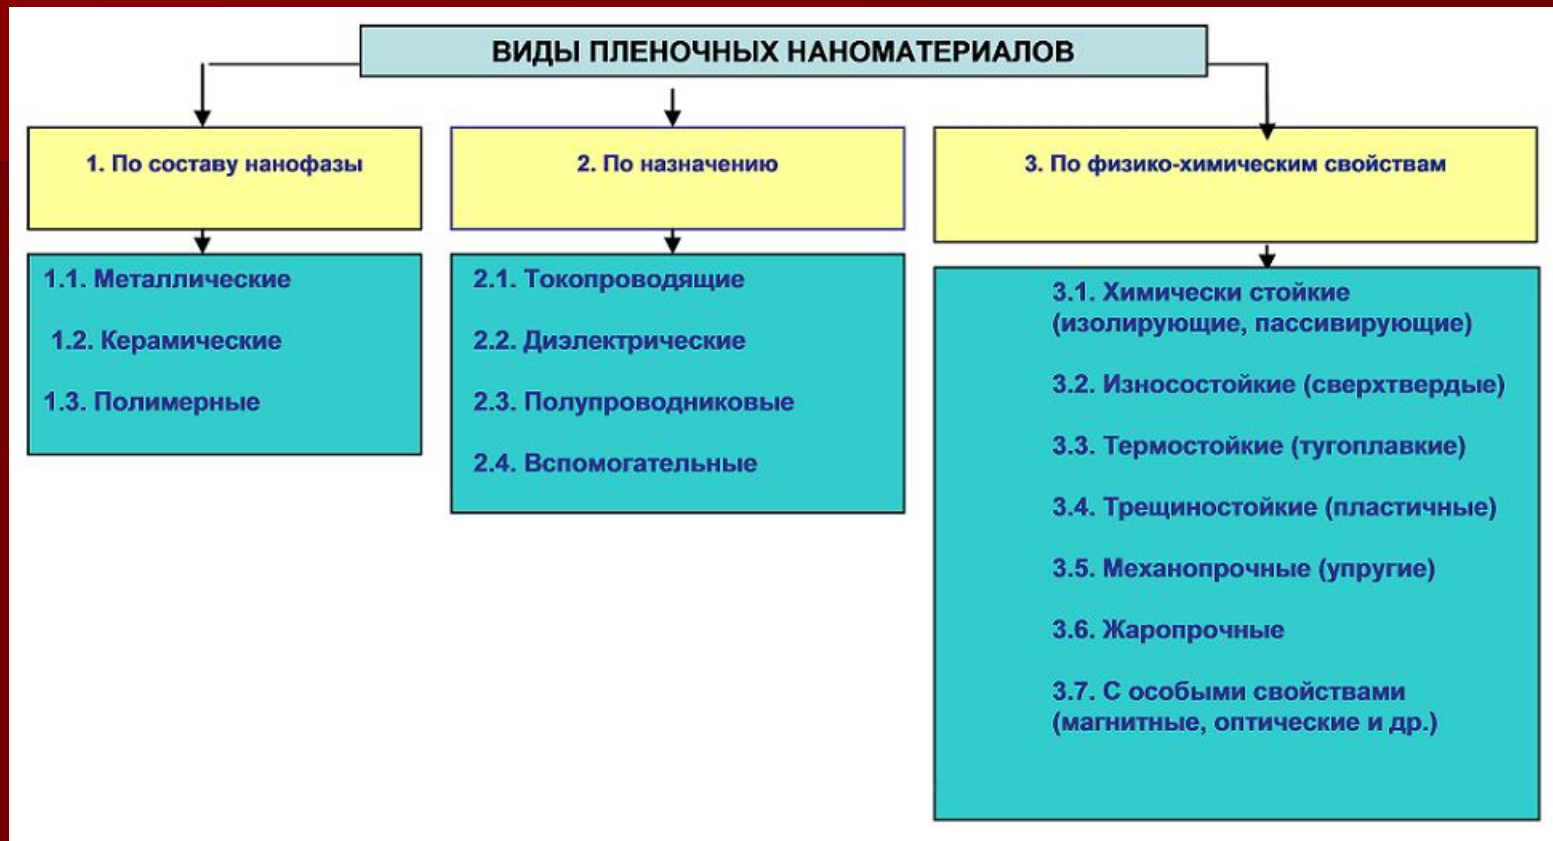 ВИДЫ ПЛЕНОЧНЫХ НАНОМАТЕРИАЛОВ
1. По составу нанофазы
1.1. Металлические
1.2. Керамические
1.3. Полимерные
2. По назначению
2.1. Токопроводящие
2.2. Диэлектрические
2.3. Полупроводниковые
2.4. Вспомогательные
3. По физико-химическим свойствам
3.1. Химически стойкие
(изолирующие, пассивирующие)
3.2. Износостойкие (сверхтвердые)
3.3. Термостойкие (тугоплавкие)
3.4. Трещиностойкие (пластичные)
3.5. Механопрочные (упругие)
3.6. Жаропрочные
3.7. С особыми свойствами
(магнитные, оптические и др.)